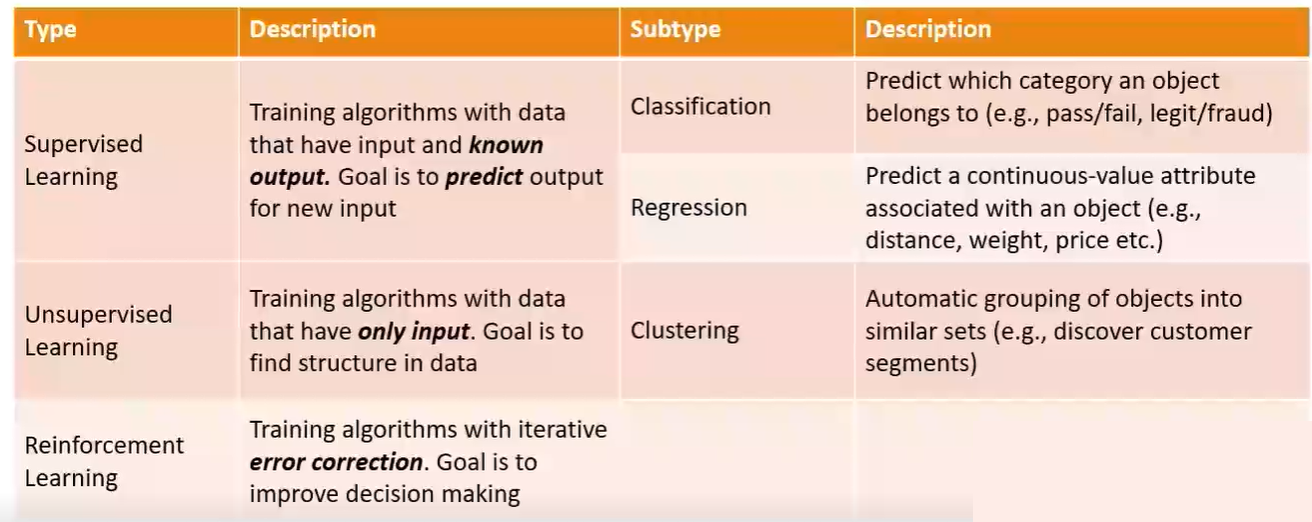 Type
Description
Subtype
Description
Supervised
Learning
Training algorithms with data
that have input and known
output. Goal is to predict output
for new input
Classification
Predict which category an object
belongs to (e.g., pass/fail, legit/fraud)
Regression
Predict a continuous-value attribute
associated with an object (e.g.,
distance, weight, price etc.)
Unsupervised
Learning
Training algorithms with data
that have only input. Goal is to
find structure in data
Clustering
Automatic grouping of objects into
similar sets (e.g., discover customer
segments)
Reinforcement
Learning
Training algorithms with iterative
error correction. Goal is to
improve decision making